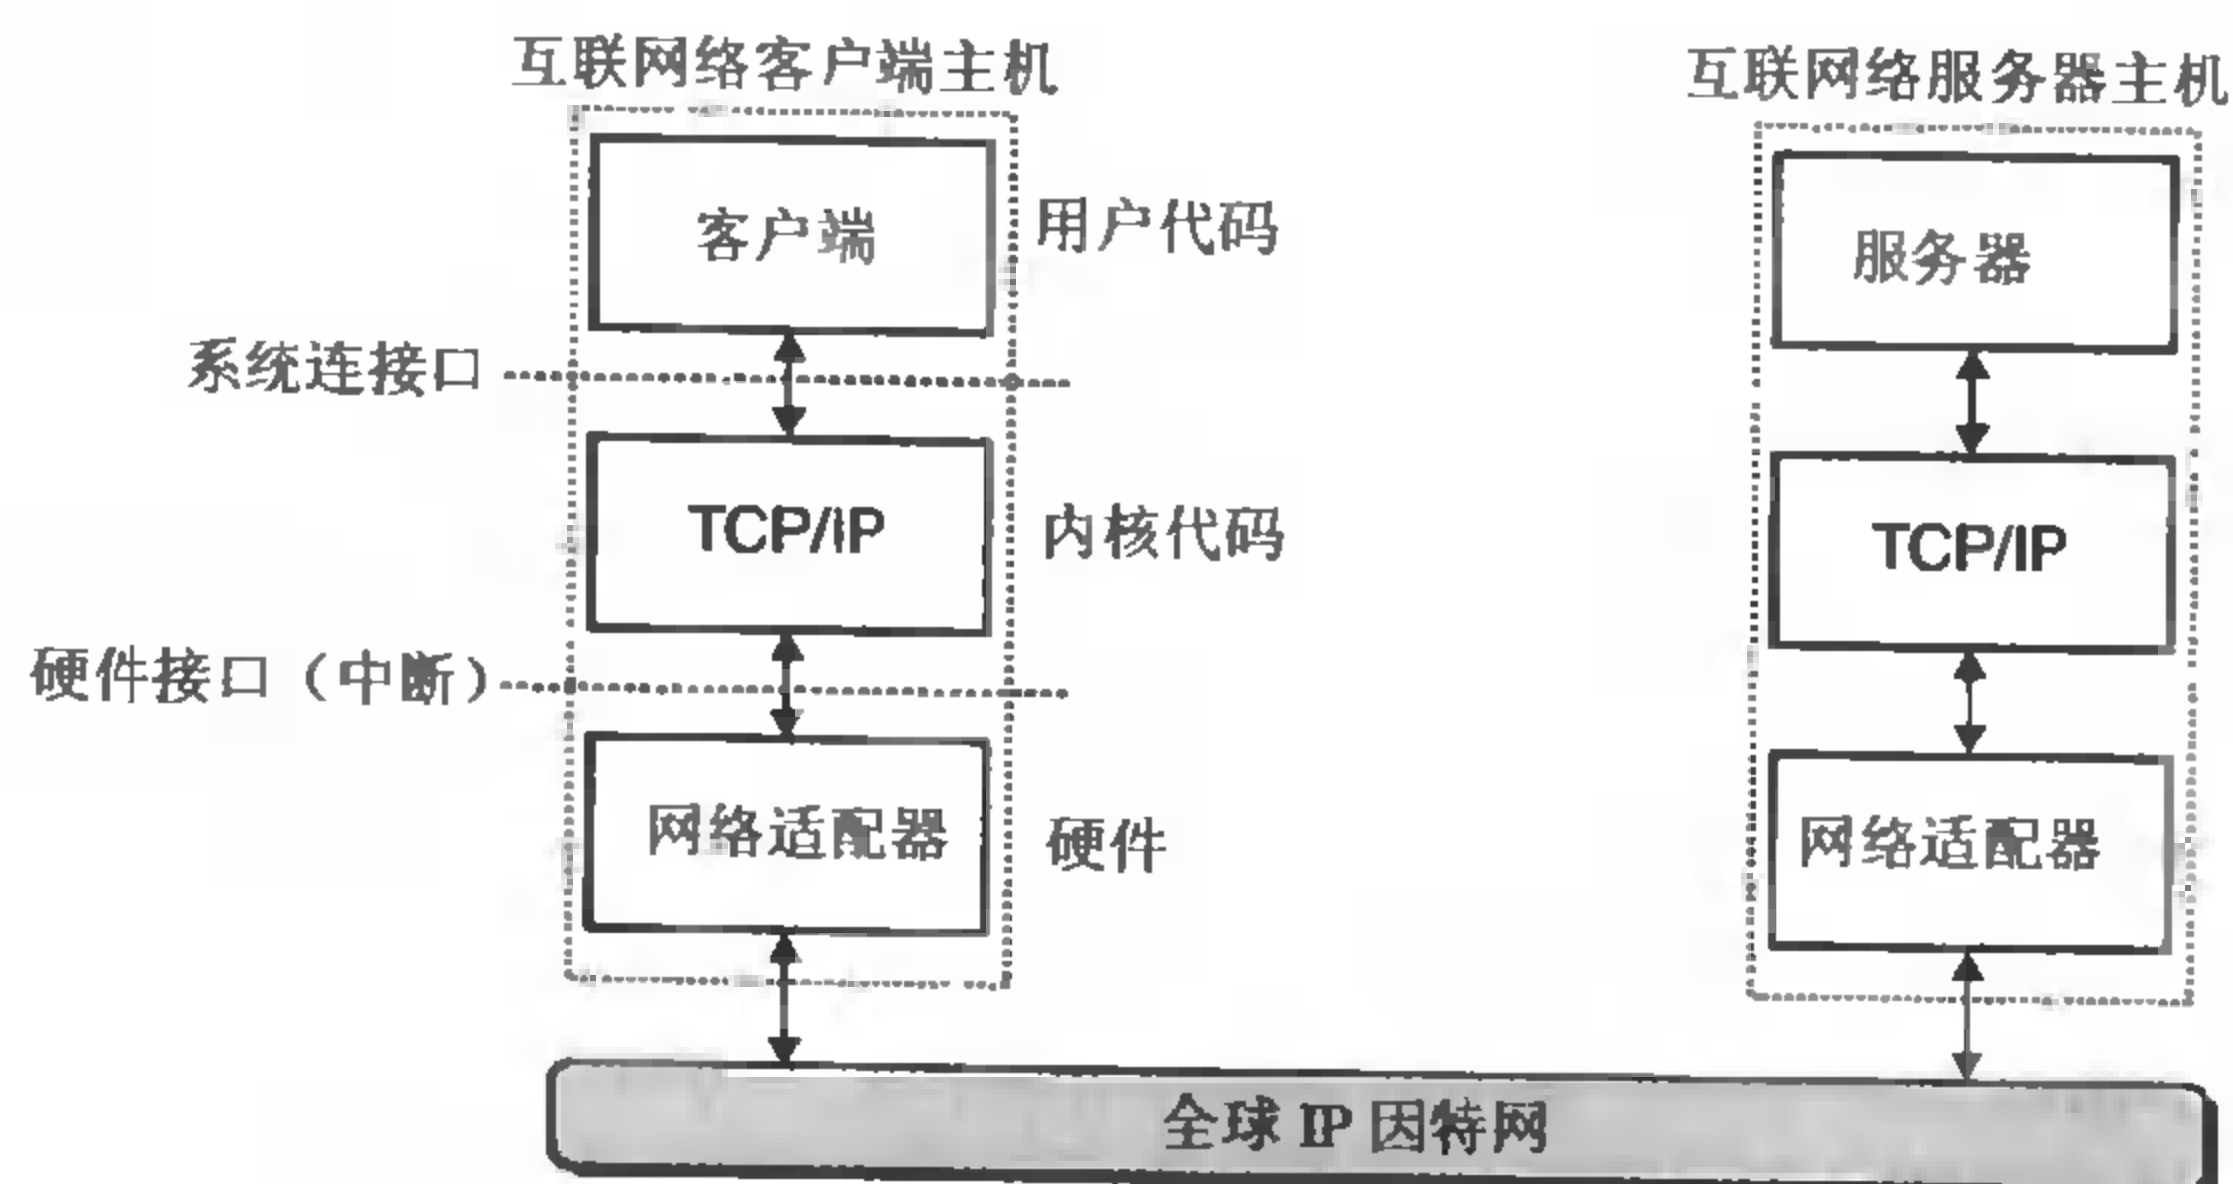 互联网络客户端主机
互联网络服务器主机
客户端
用户代码
服务器
系统连接口
TCP/IP
内核代码
TCP/IP
硬件接口（中断）
网络适配器
硬件
网络适配器
全球 IP 因特网